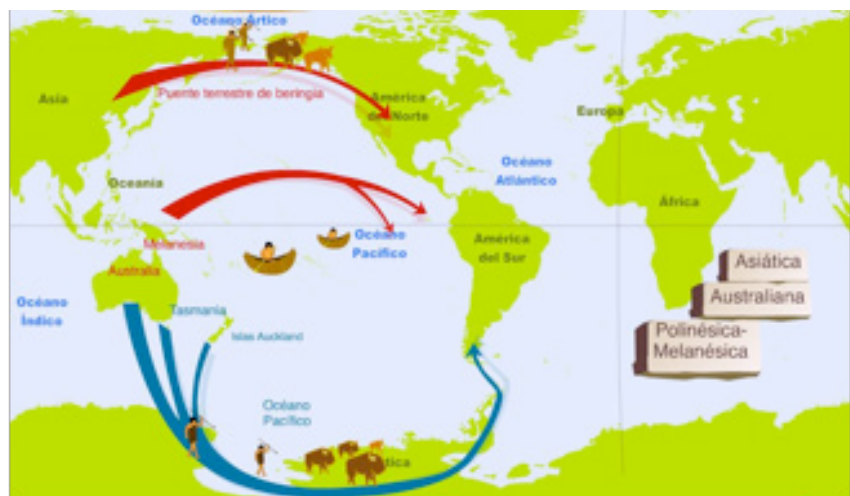 Océano Ártico
Asia
Puente terrestre de beringia
América
del Norte
Europa
Océano
Atlántico
Oceanía
África
Melanesia
Océano
Pacífico
América
del Sur
Australia
Asiática
Australiana
Océano
Índico
Tasmania
Islas Auckland
Polinésica-
Melanésica
Océano
Pacífico